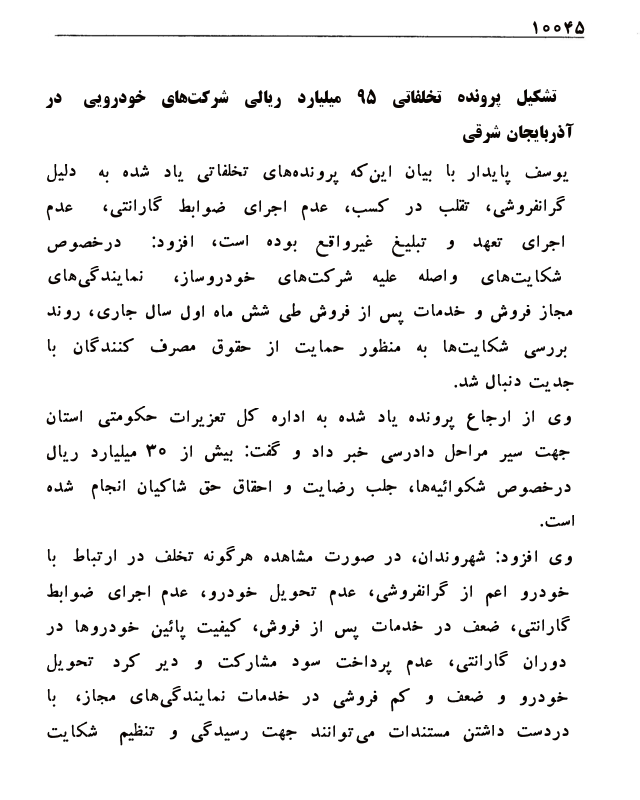 ۱۰۰۴۵
تشکیل پرونده تخلفاتی ۹۵ میلیارد ریالی شرکت‌های خودرویی در
آذربایجان شرقی
یوسف پایدار با بیان این‌که پرونده‌های تخلفاتی یاد شده به دلیل
گرانفروشی، تقلب در کسب، عدم اجرای ضوابط گارانتی، عدم
اجرای تعهد و تبلیغ غیرواقع بوده است، افزود: درخصوص
شکایت‌های واصله علیه شرکت‌های خودروساز، نمایندگی‌های
مجاز فروش و خدمات پس از فروش طی شش ماه اول سال جاری، روند
بررسی شکایت‌ها به منظور حمایت از حقوق مصرف کنندگان با
جدیت دنبال شد.
وی از ارجاع پرونده یاد شده به اداره کل تعزیرات حکومتی استان
جهت سیر مراحل دادرسی خبر داد و گفت: بیش از ۳۰ میلیارد ریال
درخصوص شکوائیه‌ها، جلب رضایت و احقاق حق شاکیان انجام شده
است.
وی افزود: شهروندان، در صورت مشاهده هرگونه تخلف در ارتباط با
خودرو اعم از گرانفروشی، عدم تحویل خودرو، عدم اجرای ضوابط
گارانتی، ضعف در خدمات پس از فروش، کیفیت پائین خودروها در
دوران گارانتی، عدم پرداخت سود مشارکت و دیر کرد تحویل
خودرو و ضعف و کم فروشی در خدمات نمایندگی‌های مجاز، با
دردست داشتن مستندات می‌توانند جهت رسیدگی و تنظیم شکایت